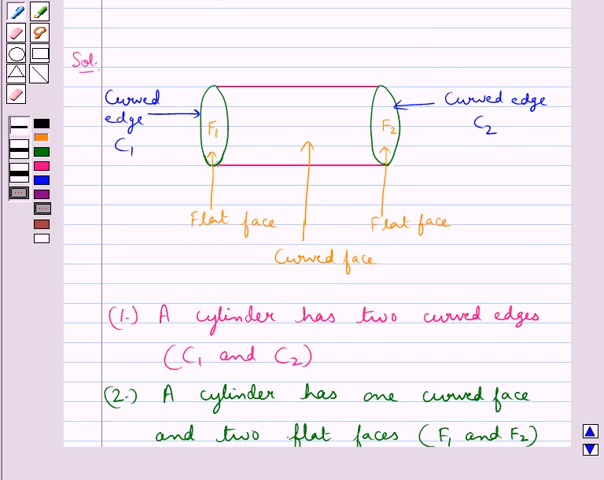 Sol:
Curved
edge
C1
Curved edge
C2
F1
F2
Flat face
Flat face
Curved face
(1.) A cylinder has two curved edges
(C1 and C2)
(2.) A cylinder has one curved face
and two flat faces (F1 and F2)